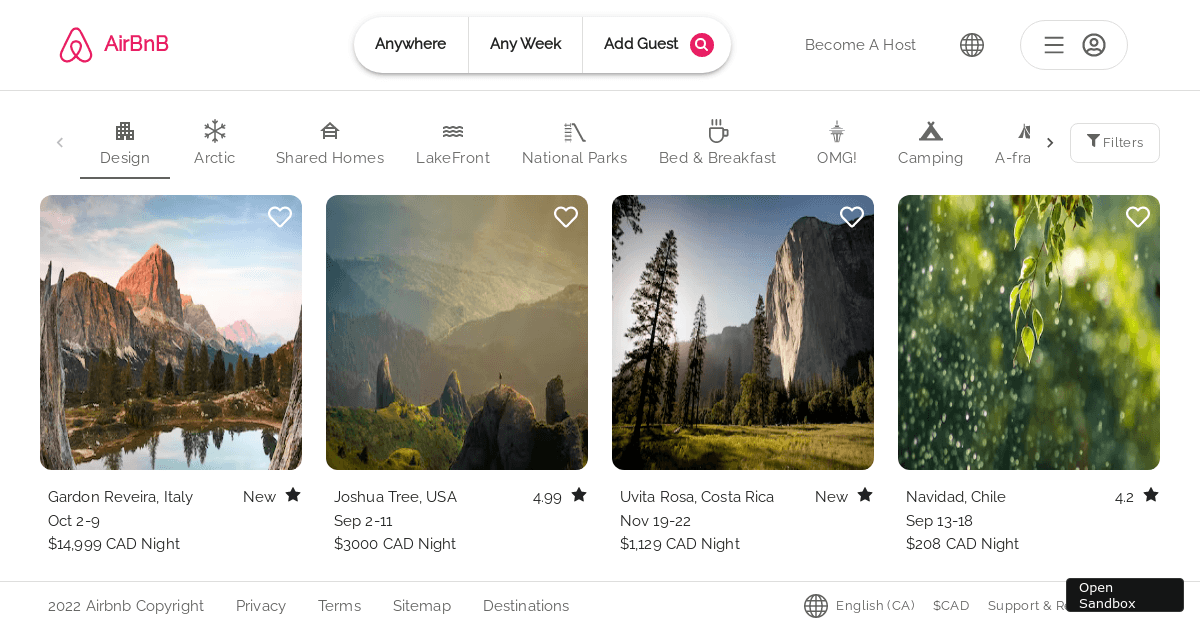 AirBnB
Anywhere
Any Week
Add Guest
Become A Host
Design
Arctic
Shared Homes
LakeFront
National Parks
Bed & Breakfast
OMG!
Camping
A-fra
Filters
Gardon Reveira, Italy New
Oct 2-9
$14,999 CAD Night
Joshua Tree, USA 4.99
Sep 2-11
$3000 CAD Night
Uvita Rosa, Costa Rica New
Nov 19-22
$1,129 CAD Night
Navidad, Chile 4.2
Sep 13-18
$208 CAD Night
2022 Airbnb Copyright Privacy Terms Sitemap Destinations
English (CA) $CAD Support &
Open
Sandbox